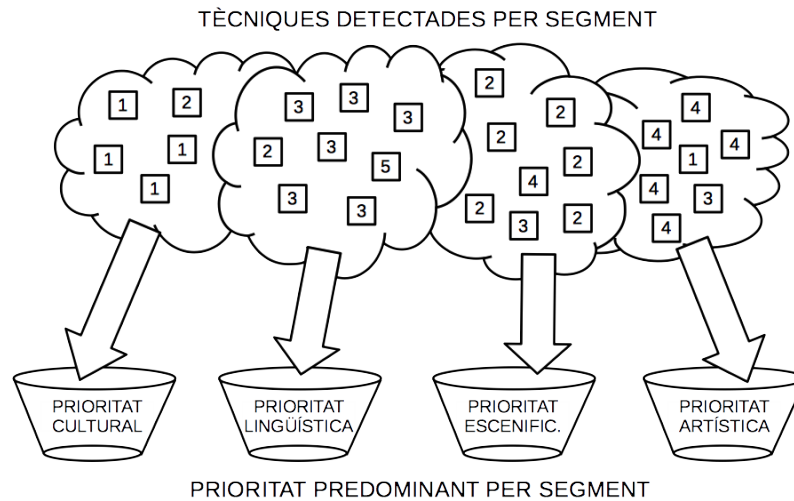 TÈCNIQUES DETECTADES PER SEGMENT
1 2 1 1 1
3 3 3 2 3 5 3 3
2 2 2 2 4 2 3 2
4 4 4 1 4 3 4
PRIORITAT
CULTURAL
PRIORITAT
LINGÜÍSTICA
PRIORITAT
ESCENIFIC.
PRIORITAT
ARTÍSTICA
PRIORITAT PREDOMINANT PER SEGMENT